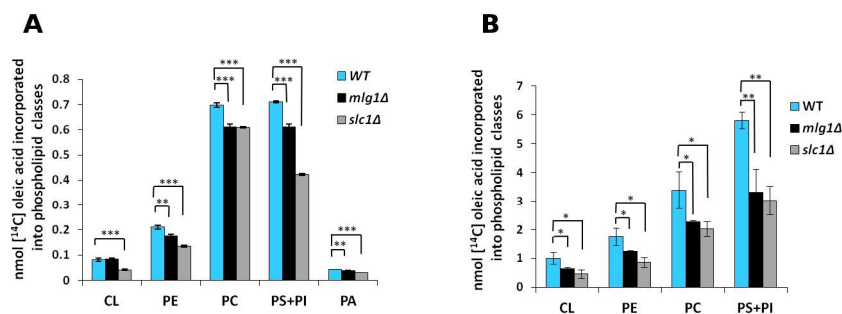 A
nmol [¹⁴C] oleic acid incorporated
into phospholipid classes
0.8
0.7
0.6
0.5
0.4
0.3
0.2
0.1
0
***
**
***
***
***
***
***
**
***
CL
PE
PC
PS+PI
PA
WT
mlg1Δ
slc1Δ
B
nmol [¹⁴C] oleic acid incorporated
into phospholipid classes
7
6
5
4
3
2
1
0
*
*
*
*
*
*
**
**
CL
PE
PC
PS+PI
WT
mlg1Δ
slc1Δ